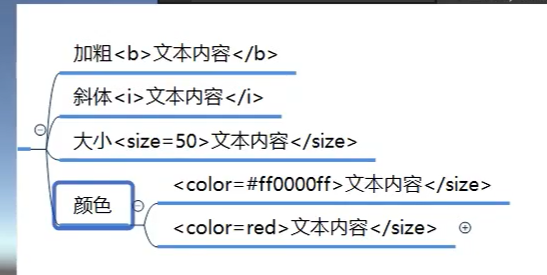 加粗<b>文本内容</b>
斜体<i>文本内容</i>
大小<size=50>文本内容</size>
颜色
<color=#ff0000ff>文本内容</size>
<color=red>文本内容</size>